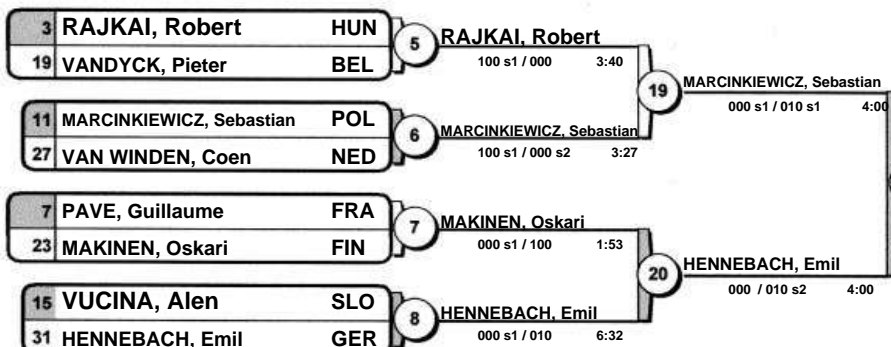 3 RAJKAI, Robert HUN
19 VANDYCK, Pieter BEL
5
RAJKAI, Robert
100 s1 / 000 3:40
11 MARCINKIEWICZ, Sebastian POL
27 VAN WINDEN, Coen NED
6
MARCINKIEWICZ, Sebastian
100 s1 / 000 s2 3:27
19
MARCINKIEWICZ, Sebastian
000 s1 / 010 s1 4:00
7 PAVE, Guillaume FRA
23 MAKINEN, Oskari FIN
7
MAKINEN, Oskari
000 s1 / 100 1:53
15 VUCINA, Alen SLO
31 HENNEBACH, Emil GER
8
HENNEBACH, Emil
000 s1 / 010 6:32
20
HENNEBACH, Emil
000 / 010 s2 4:00